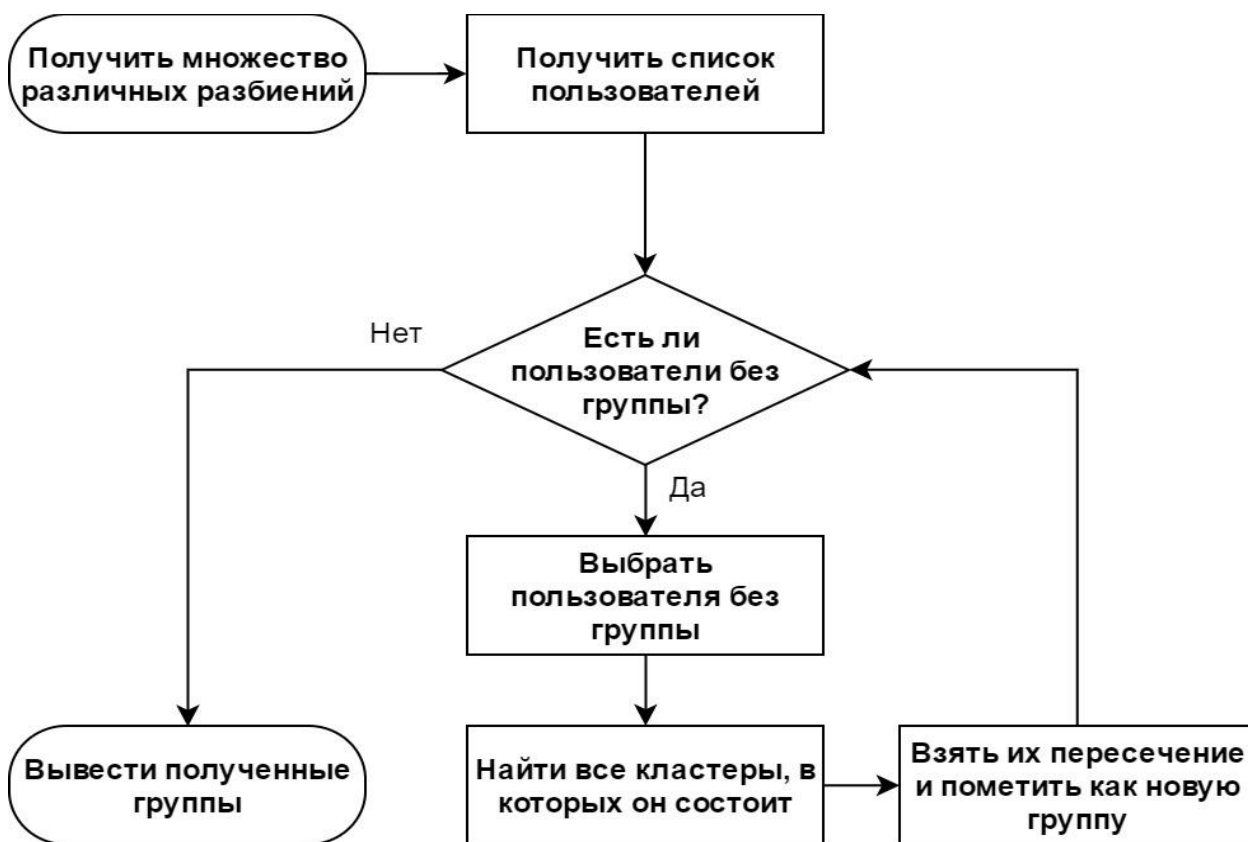 Получить множество
различных разбиений
Получить список
пользователей
Есть ли
пользователи без
группы?
Нет
Да
Выбрать
пользователя без
группы
Вывести полученные
группы
Найти все кластеры, в
которых он состоит
Взять их пересечение
и пометить как новую
группу